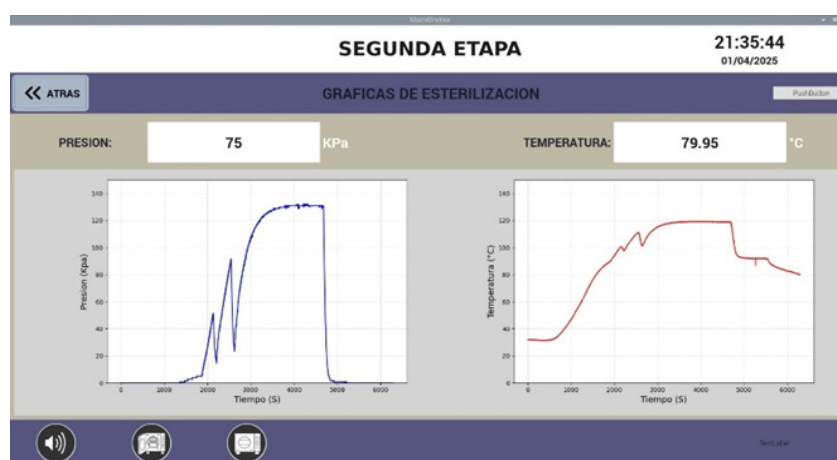 MainWindow
SEGUNDA ETAPA
21:35:44
01/04/2025
ATRAS
GRAFICAS DE ESTERILIZACION
PushButton
PRESION:
75
KPa
TEMPERATURA:
79.95
°C
Presion (Kpa)
140
120
100
80
60
40
20
0
0 1000 2000 3000 4000 5000 6000
Tiempo (S)
Temperatura (°C)
140
120
100
80
60
40
20
0
0 1000 2000 3000 4000 5000 6000
Tiempo (S)
TextLabel